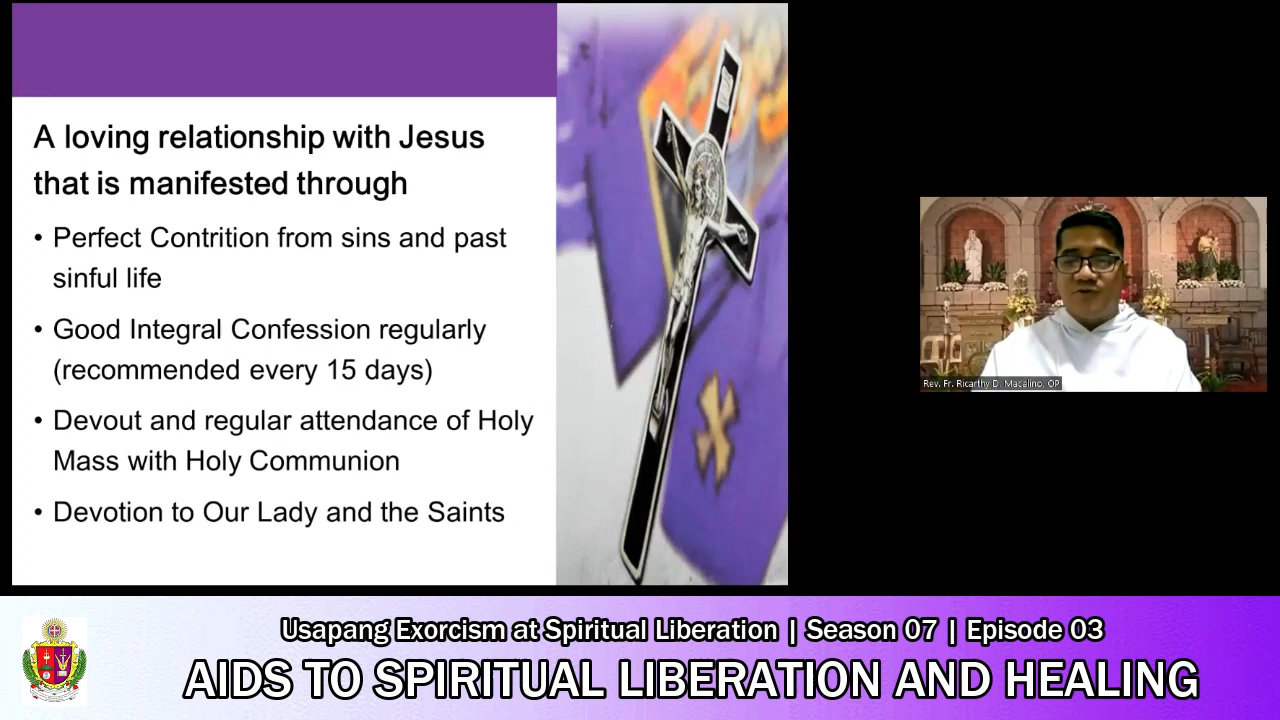 A loving relationship with Jesus
that is manifested through
• Perfect Contrition from sins and past
sinful life
• Good Integral Confession regularly
(recommended every 15 days)
• Devout and regular attendance of Holy
Mass with Holy Communion
• Devotion to Our Lady and the Saints
Rev. Fr. Ricarthy D. Macalino, OP
Usapang Exorcism at Spiritual Liberation | Season 07 | Episode 03
AIDS TO SPIRITUAL LIBERATION AND HEALING